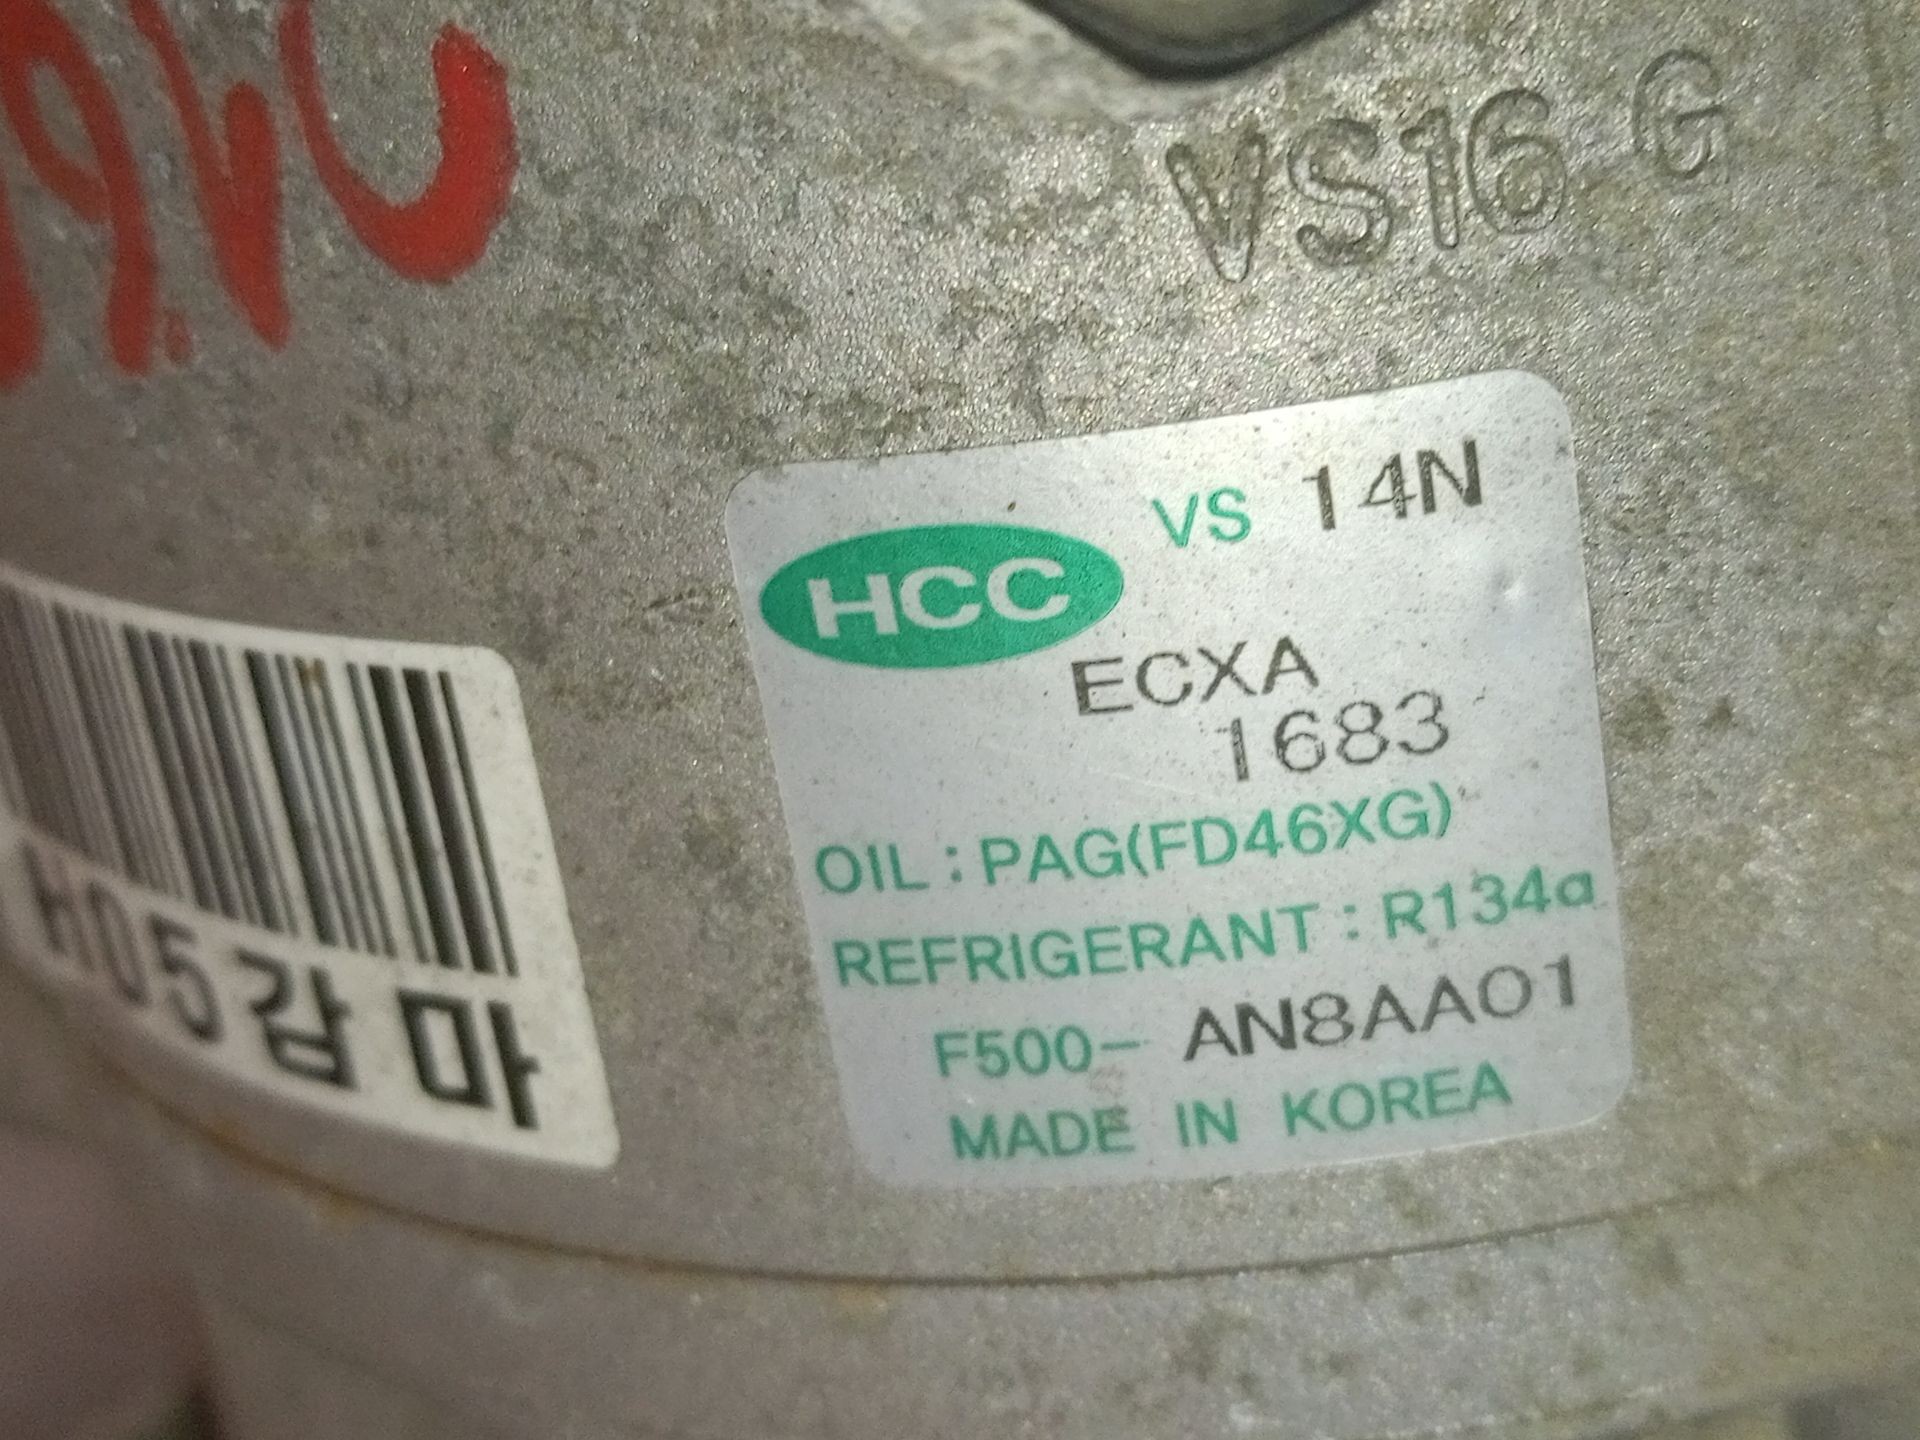 VS16 G
VS 14N
HCC
ECXA
1683
OIL : PAG(FD46XG)
REFRIGERANT : R134a
F500- AN8AA01
MADE IN KOREA
H05감마